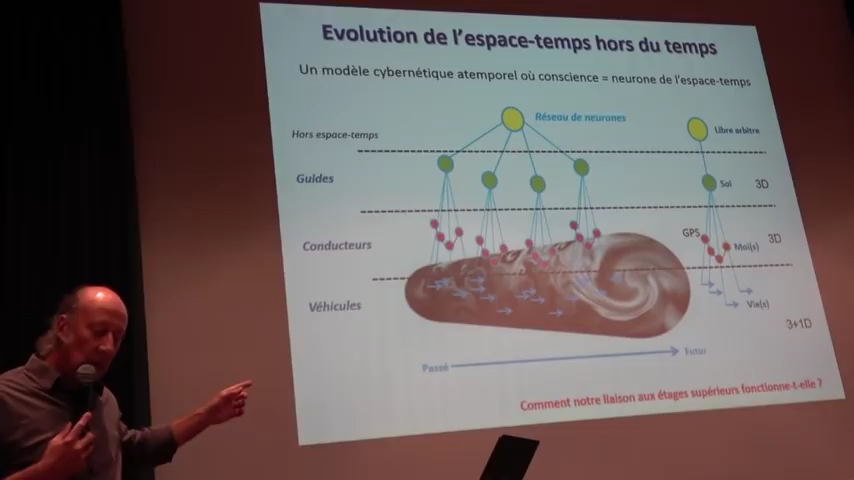 Evolution de l'espace-temps hors du temps
Un modèle cybernétique atemporel où conscience = neurone de l'espace-temps
Réseau de neurones
Libre arbitre
Hors espace-temps
Guides
Soi
3D
Conducteurs
GPS
Moi(s)
3D
Véhicules
Vie(s)
3+1D
Passé
Futur
Comment notre liaison aux étages supérieurs fonctionne-t-elle ?